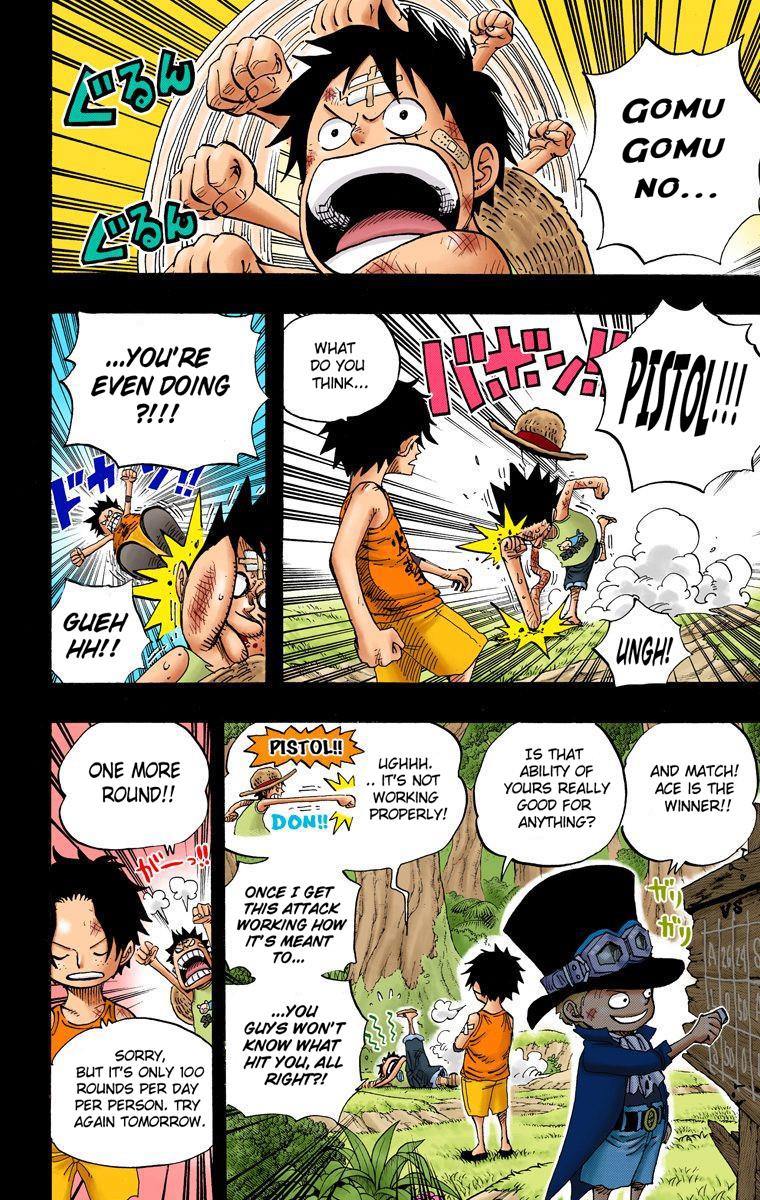 GOMU
GOMU
NO...
ぐるん
ぐるん
PISTOL!!!
バボボン!!
WHAT
DO YOU
THINK...
UNGH!
...YOU'RE
EVEN DOING
?!!!
ドカァン!!
GUEH
HH!!
AND MATCH!
ACE IS THE
WINNER!!
IS THAT
ABILITY OF
YOURS REALLY
GOOD FOR
ANYTHING?
UGHHH.
.. IT'S NOT
WORKING
PROPERLY!
PISTOL!!
DON!!
ONCE I GET
THIS ATTACK
WORKING HOW
IT'S MEANT
TO...
...YOU
GUYS WON'T
KNOW WHAT
HIT YOU, ALL
RIGHT?!
ガリ
ガリ
VS
ONE MORE
ROUND!!
がーっ!!
SORRY,
BUT IT'S ONLY 100
ROUNDS PER DAY
PER PERSON. TRY
AGAIN TOMORROW.